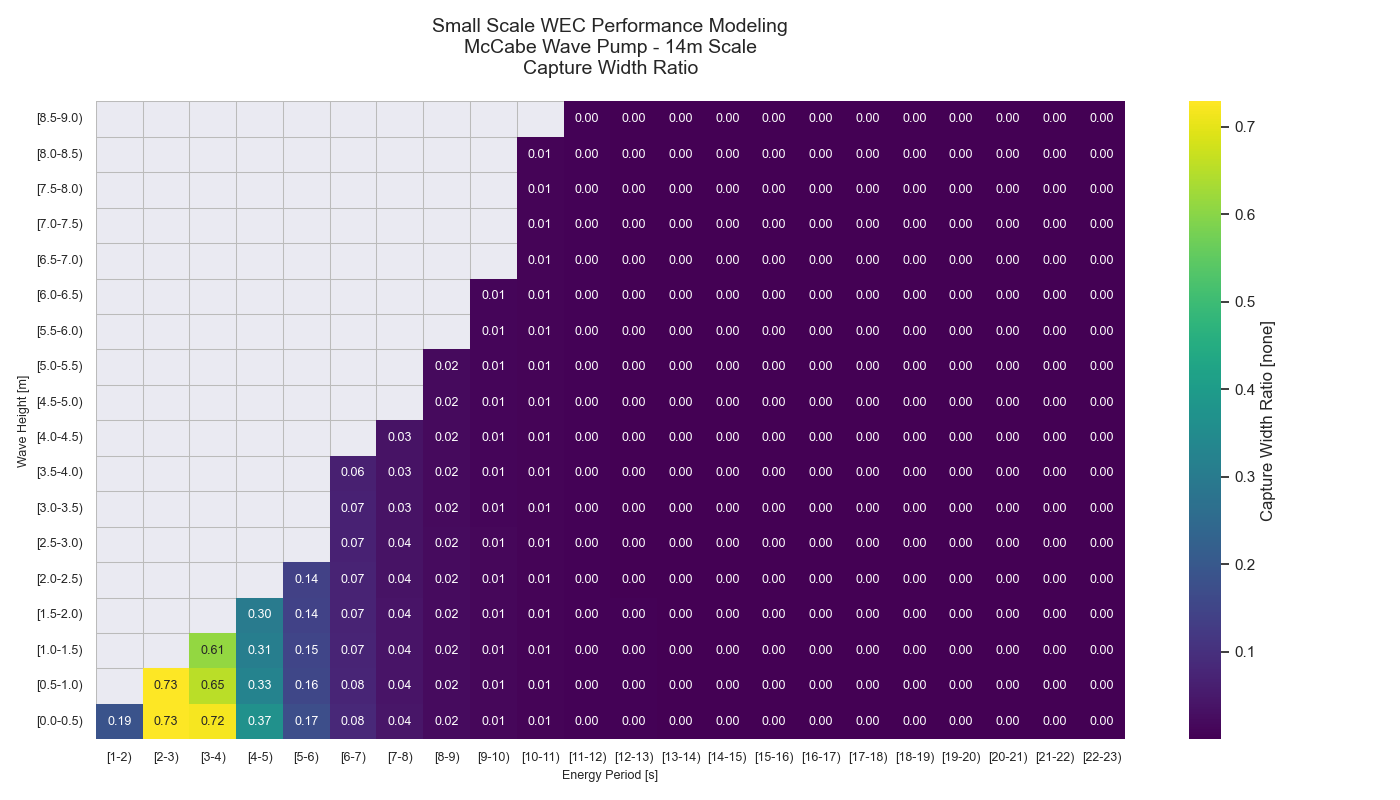 Small Scale WEC Performance Modeling
McCabe Wave Pump - 14m Scale
Capture Width Ratio
[8.5-9.0) 0.00 0.00 0.00 0.00 0.00 0.00 0.00 0.00 0.00 0.00 0.00 0.00
[8.0-8.5) 0.01 0.00 0.00 0.00 0.00 0.00 0.00 0.00 0.00 0.00 0.00 0.00 0.00
[7.5-8.0) 0.01 0.00 0.00 0.00 0.00 0.00 0.00 0.00 0.00 0.00 0.00 0.00 0.00
[7.0-7.5) 0.01 0.00 0.00 0.00 0.00 0.00 0.00 0.00 0.00 0.00 0.00 0.00 0.00
[6.5-7.0) 0.01 0.00 0.00 0.00 0.00 0.00 0.00 0.00 0.00 0.00 0.00 0.00 0.00
[6.0-6.5) 0.01 0.01 0.00 0.00 0.00 0.00 0.00 0.00 0.00 0.00 0.00 0.00 0.00 0.00
[5.5-6.0) 0.01 0.01 0.00 0.00 0.00 0.00 0.00 0.00 0.00 0.00 0.00 0.00 0.00 0.00
[5.0-5.5) 0.02 0.01 0.01 0.00 0.00 0.00 0.00 0.00 0.00 0.00 0.00 0.00 0.00 0.00 0.00
[4.5-5.0) 0.02 0.01 0.01 0.00 0.00 0.00 0.00 0.00 0.00 0.00 0.00 0.00 0.00 0.00 0.00
[4.0-4.5) 0.03 0.02 0.01 0.01 0.00 0.00 0.00 0.00 0.00 0.00 0.00 0.00 0.00 0.00 0.00 0.00
[3.5-4.0) 0.06 0.03 0.02 0.01 0.01 0.00 0.00 0.00 0.00 0.00 0.00 0.00 0.00 0.00 0.00 0.00 0.00
[3.0-3.5) 0.07 0.03 0.02 0.01 0.01 0.00 0.00 0.00 0.00 0.00 0.00 0.00 0.00 0.00 0.00 0.00 0.00
[2.5-3.0) 0.07 0.04 0.02 0.01 0.01 0.00 0.00 0.00 0.00 0.00 0.00 0.00 0.00 0.00 0.00 0.00 0.00
[2.0-2.5) 0.14 0.07 0.04 0.02 0.01 0.01 0.00 0.00 0.00 0.00 0.00 0.00 0.00 0.00 0.00 0.00 0.00 0.00
[1.5-2.0) 0.30 0.14 0.07 0.04 0.02 0.01 0.01 0.00 0.00 0.00 0.00 0.00 0.00 0.00 0.00 0.00 0.00 0.00 0.00
[1.0-1.5) 0.61 0.31 0.15 0.07 0.04 0.02 0.01 0.01 0.00 0.00 0.00 0.00 0.00 0.00 0.00 0.00 0.00 0.00 0.00 0.00
[0.5-1.0) 0.73 0.65 0.33 0.16 0.08 0.04 0.02 0.01 0.01 0.00 0.00 0.00 0.00 0.00 0.00 0.00 0.00 0.00 0.00 0.00 0.00
[0.0-0.5) 0.19 0.73 0.72 0.37 0.17 0.08 0.04 0.02 0.01 0.01 0.00 0.00 0.00 0.00 0.00 0.00 0.00 0.00 0.00 0.00 0.00 0.00
[1-2) [2-3) [3-4) [4-5) [5-6) [6-7) [7-8) [8-9) [9-10) [10-11) [11-12) [12-13) [13-14) [14-15) [15-16) [16-17) [17-18) [18-19) [19-20) [20-21) [21-22) [22-23)
Energy Period [s]
Wave Height [m]
0.7
0.6
0.5
0.4
0.3
0.2
0.1
Capture Width Ratio [none]